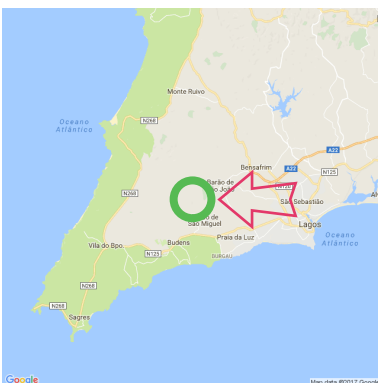 Monte Ruivo
N268
N268
Oceano
Atlântico
A22
Bensafrim
A22
N125
Barão de
São João
N120
N268
São Sebastião
de
São Miguel
Lagos
Praia da Luz
Oceano
Atlântico
Vila do Bpo.
Budens
N125
BURGAU
N268
Sagres
N268
Google
Map data ©2017 Google